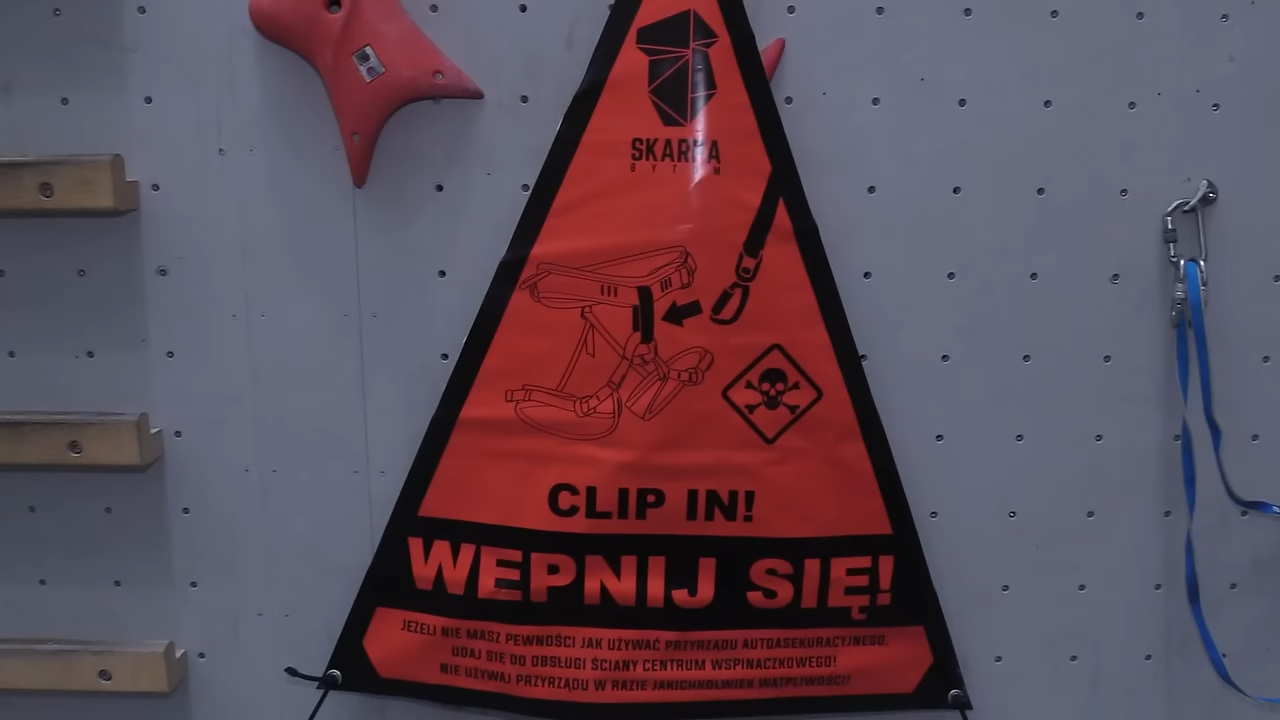 SKARPA
BYTOM
CLIP IN!
WEPNIJ SIĘ!
JEŻELI NIE MASZ PEWNOŚCI JAK UŻYWAĆ PRZYRZĄDU AUTOASEKURACYJNEGO,
UDAJ SIĘ DO OBSŁUGI ŚCIANY CENTRUM WSPINACZKOWEGO!
NIE UŻYWAJ PRZYRZĄDU W RAZIE JAKICHKOLWIEK WĄTPLIWOŚCI!